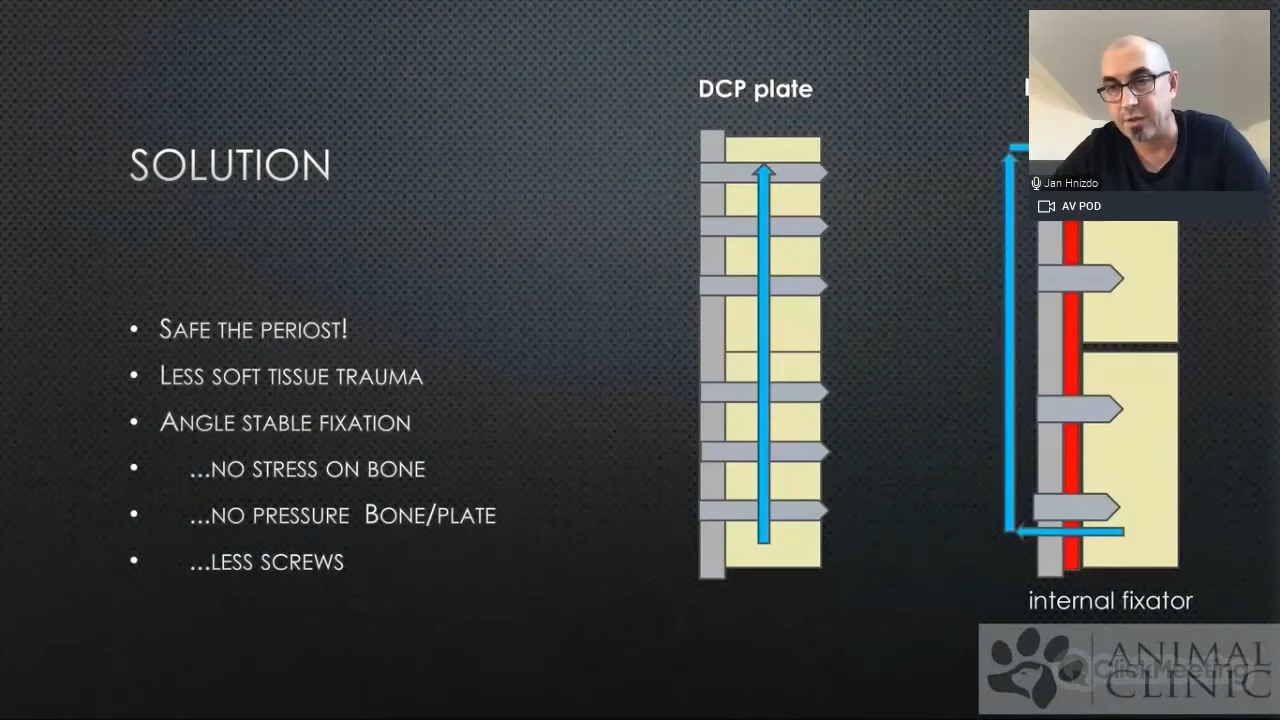 DCP plate
SOLUTION
• SAFE THE PERIOST!
• LESS SOFT TISSUE TRAUMA
• ANGLE STABLE FIXATION
• ...NO STRESS ON BONE
• ...NO PRESSURE BONE/PLATE
• ...LESS SCREWS
Jan Hnizdo
AV POD
internal fixator
ANIMAL
CLINIC
ClickMeeting